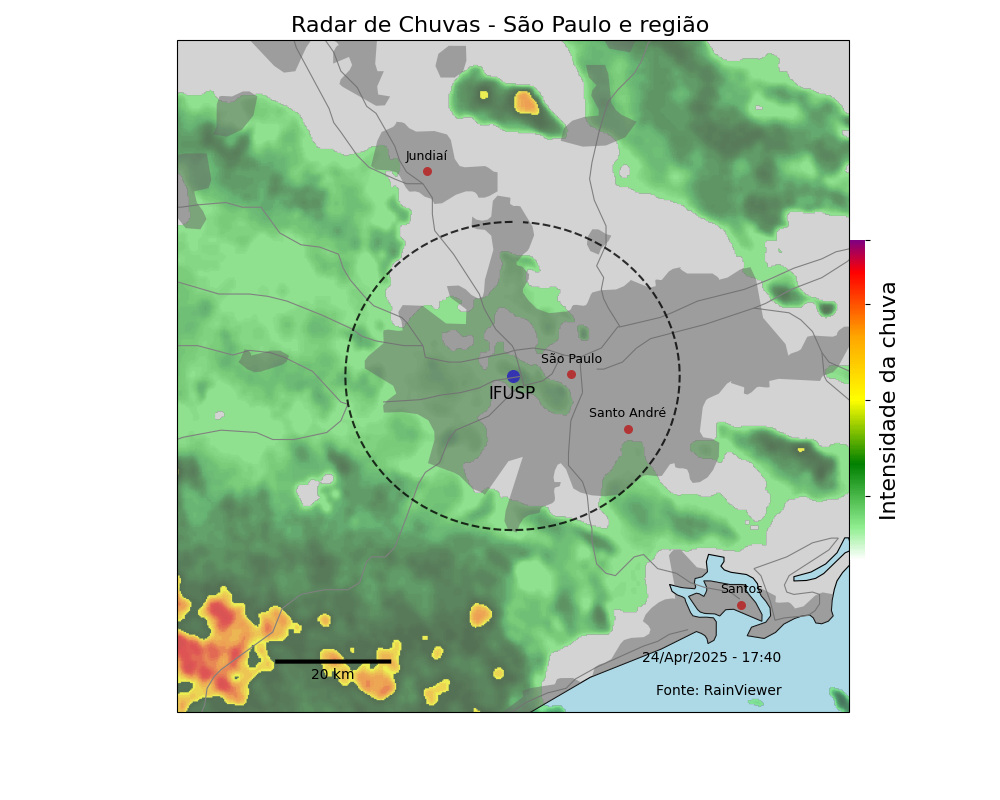 Radar de Chuvas - São Paulo e região
Jundiaí
São Paulo
IFUSP
Santo André
Intensidade da chuva
Santos
24/Apr/2025 - 17:40
20 km
Fonte: RainViewer